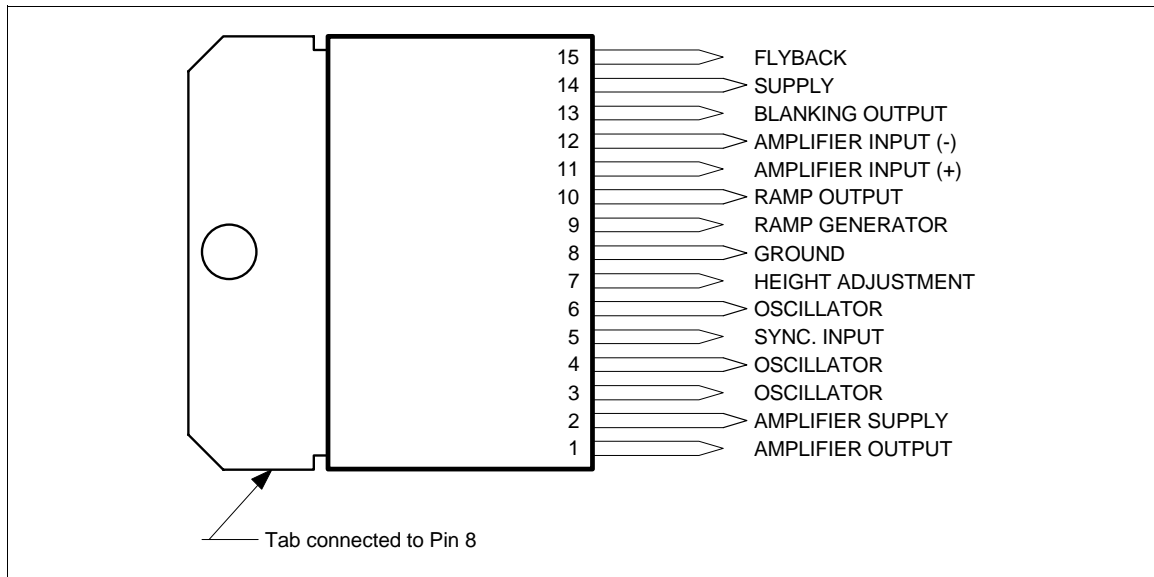 15 FLYBACK
14 SUPPLY
13 BLANKING OUTPUT
12 AMPLIFIER INPUT (-)
11 AMPLIFIER INPUT (+)
10 RAMP OUTPUT
9 RAMP GENERATOR
8 GROUND
7 HEIGHT ADJUSTMENT
6 OSCILLATOR
5 SYNC. INPUT
4 OSCILLATOR
3 OSCILLATOR
2 AMPLIFIER SUPPLY
1 AMPLIFIER OUTPUT
Tab connected to Pin 8